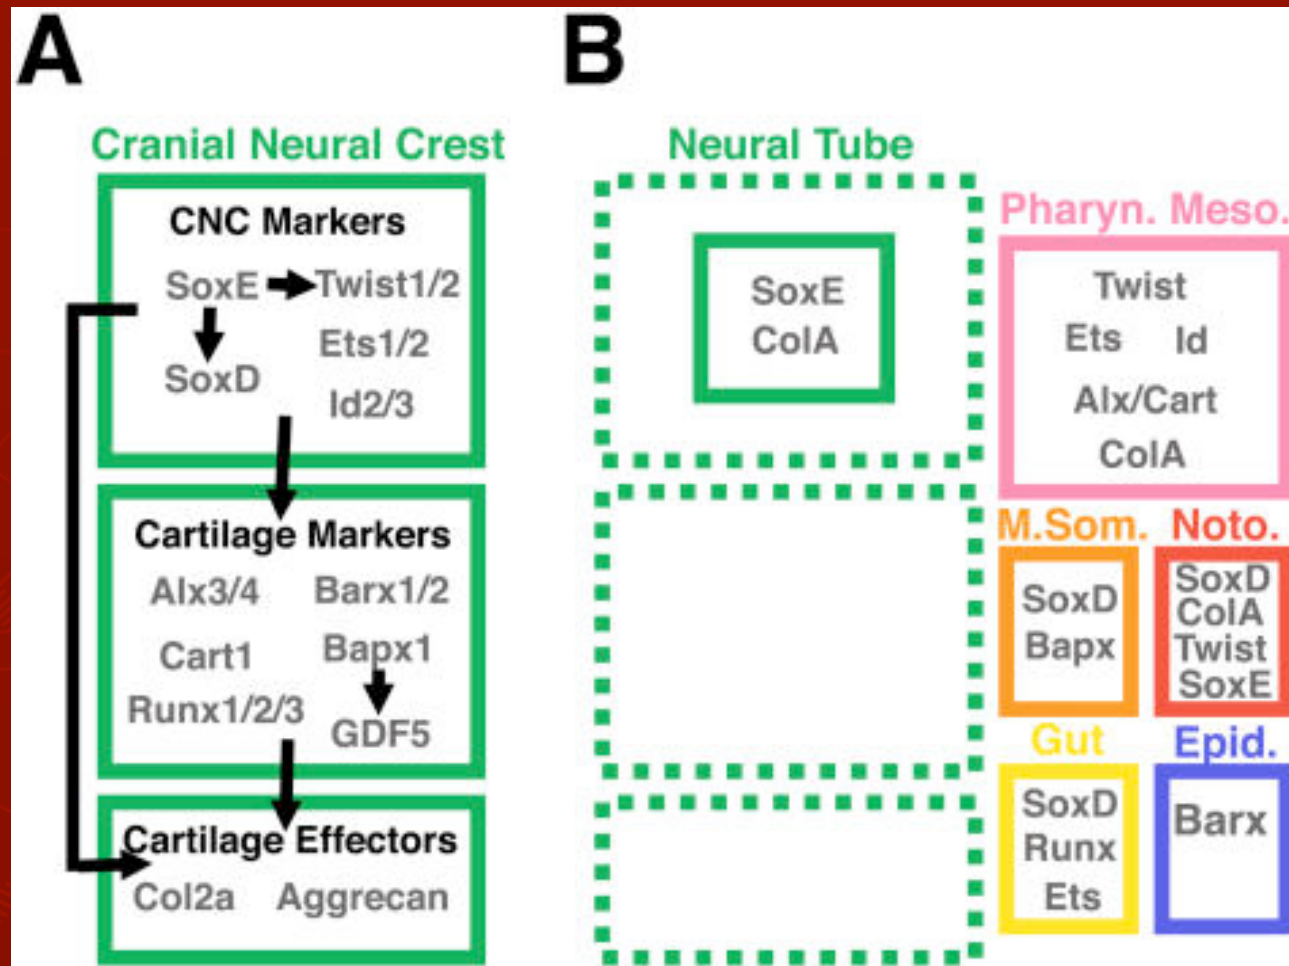 A
Cranial Neural Crest
CNC Markers
SoxE Twist1/2
Ets1/2
SoxD
Id2/3
Cartilage Markers
Alx3/4 Barx1/2
Cart1 Bapx1
Runx1/2/3
GDF5
Cartilage Effectors
Col2a Aggrecan
B
Neural Tube
SoxE
ColA
Pharyn. Meso.
Twist
Ets Id
Alx/Cart
ColA
M.Som.
SoxD
Bapx
Noto.
SoxD
ColA
Twist
SoxE
Gut
SoxD
Runx
Ets
Epid.
Barx